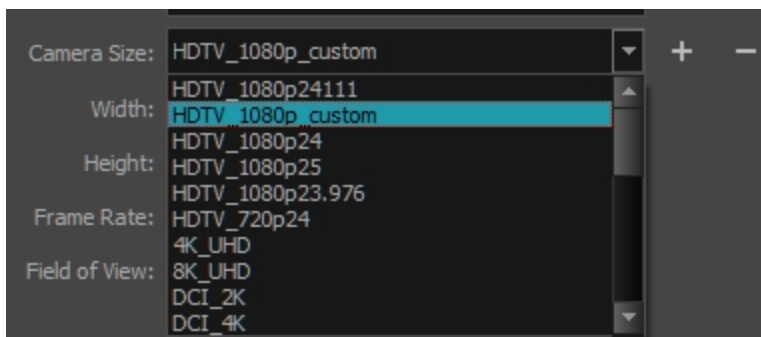 Camera Size: HDTV_1080p_custom + −
HDTV_1080p24111
Width: HDTV_1080p_custom
HDTV_1080p24
Height: HDTV_1080p25
HDTV_1080p23.976
Frame Rate: HDTV_720p24
4K_UHD
Field of View: 8K_UHD
DCI_2K
DCI_4K